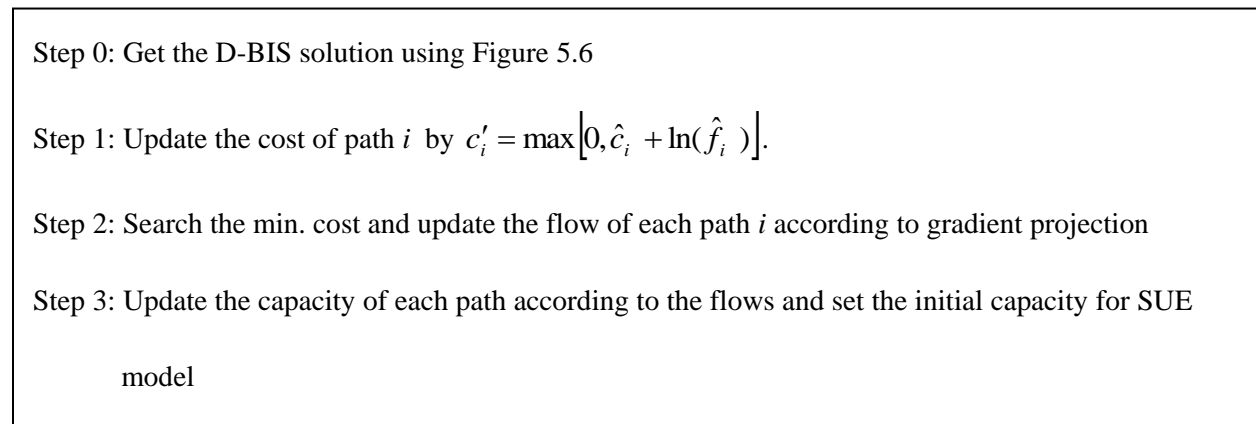 Step 0: Get the D-BIS solution using Figure 5.6
Step 1: Update the cost of path i by c′ᵢ = max⌊0, ĉᵢ + ln(f̂ᵢ )⌋.
Step 2: Search the min. cost and update the flow of each path i according to gradient projection
Step 3: Update the capacity of each path according to the flows and set the initial capacity for SUE
model